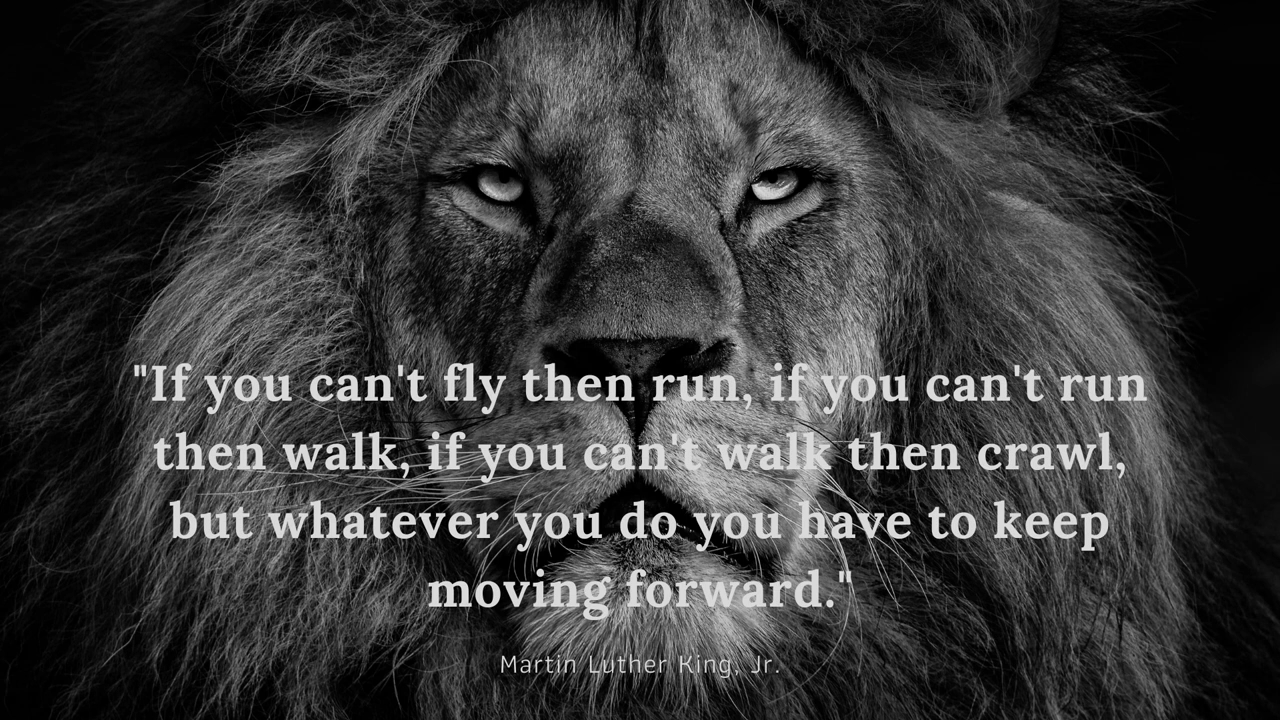 "If you can't fly then run, if you can't run
then walk, if you can't walk then crawl,
but whatever you do you have to keep
moving forward."
Martin Luther King, Jr.